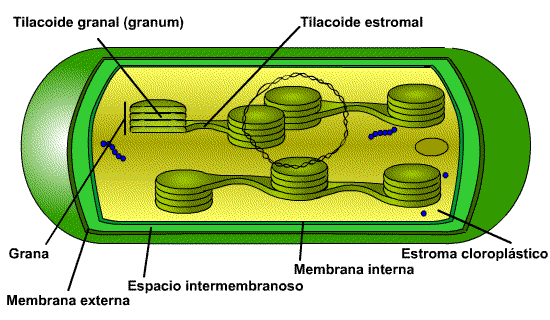 Tilacoide granal (granum)
Tilacoide estromal
Grana
Estroma cloroplástico
Membrana interna
Espacio intermembranoso
Membrana externa